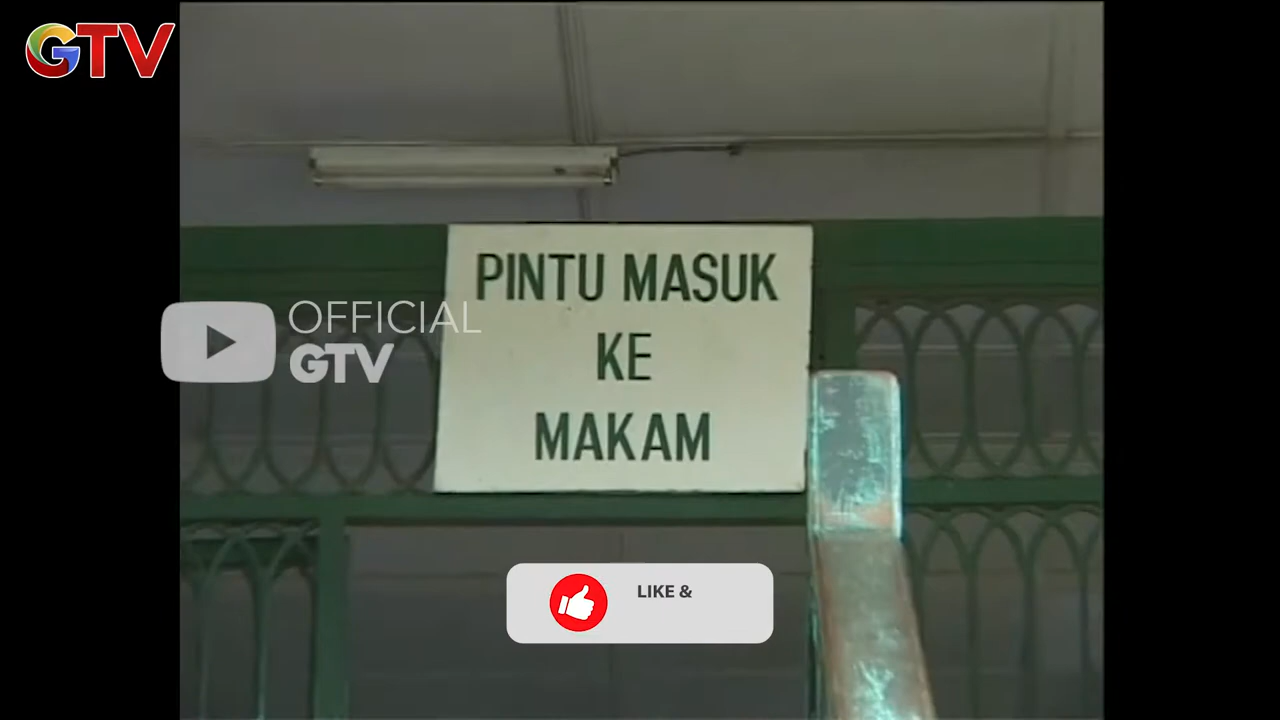 GTV
PINTU MASUK
KE
MAKAM
OFFICIAL
GTV
LIKE &